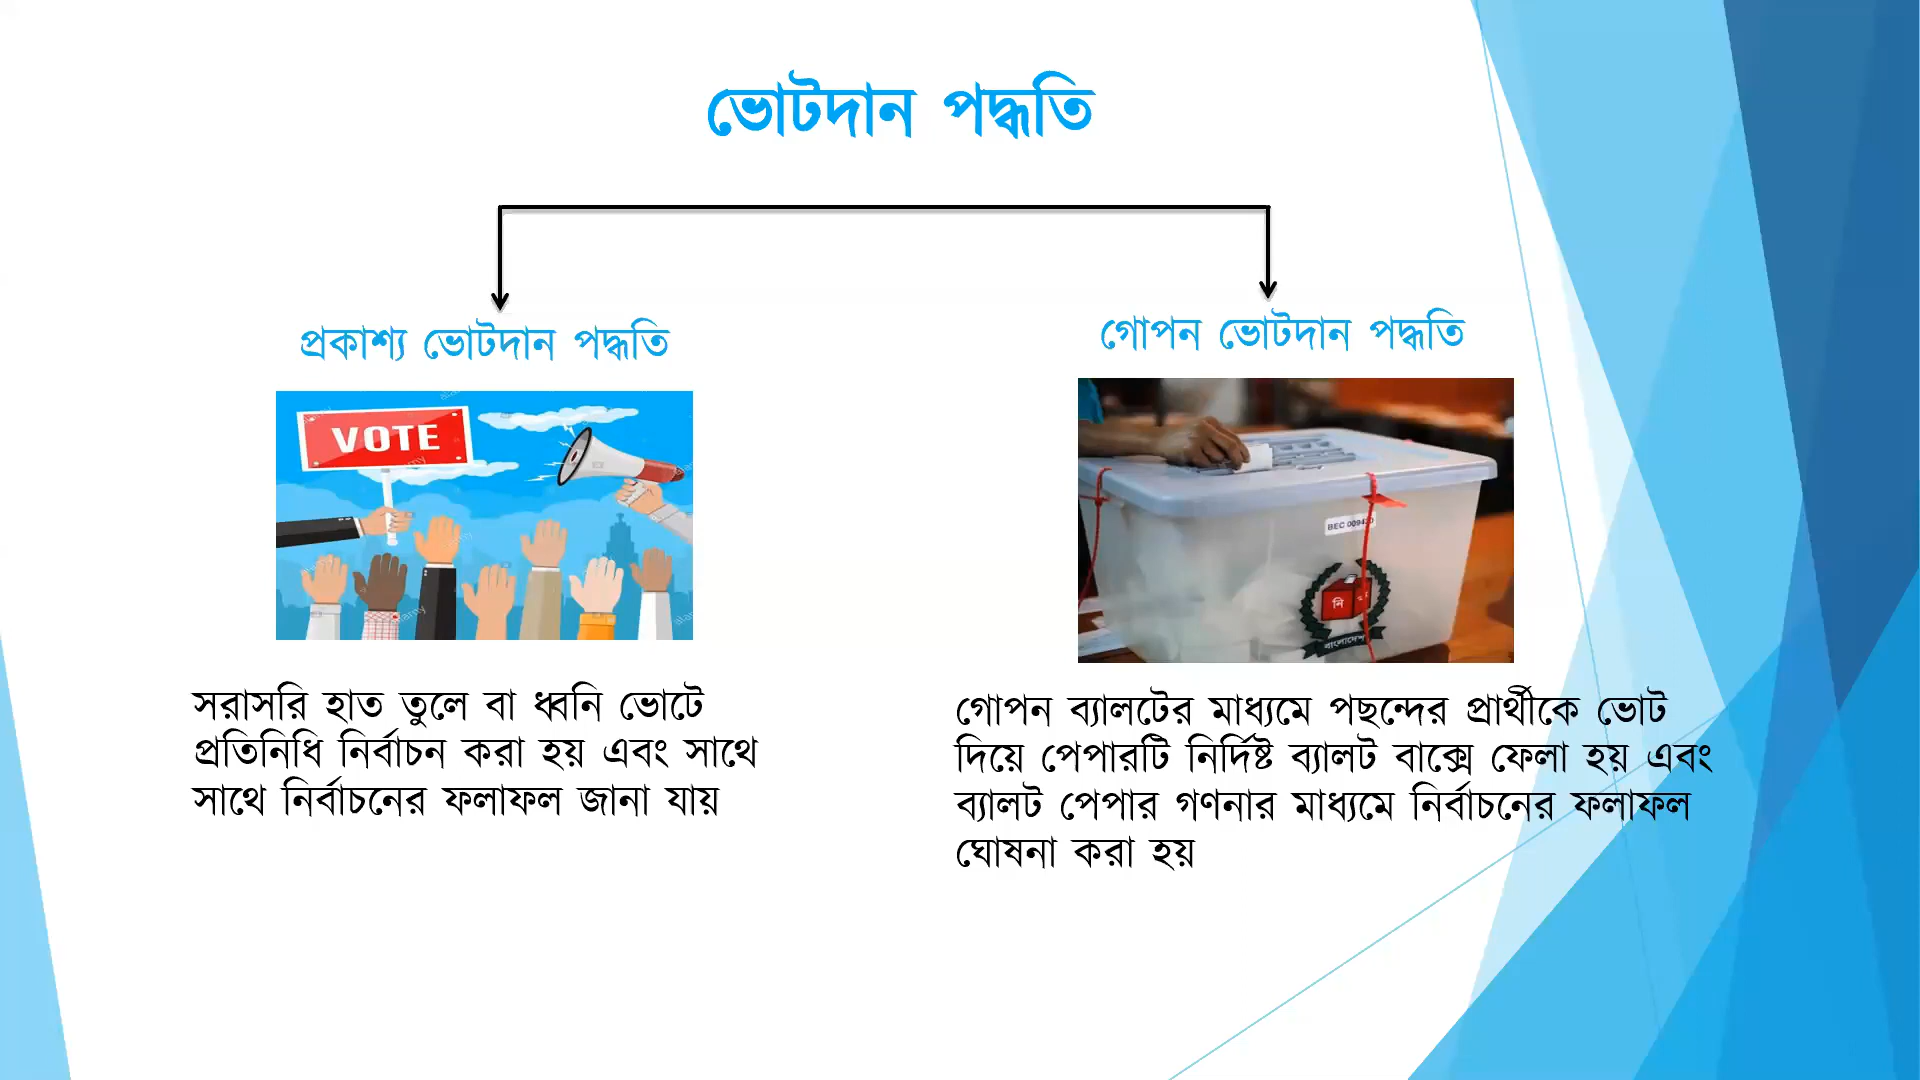 ভোটদান পদ্ধতি
প্রকাশ্য ভোটদান পদ্ধতি
গোপন ভোটদান পদ্ধতি
VOTE
BEC 009420
নি
বাংলাদেশ
সরাসরি হাত তুলে বা ধ্বনি ভোটে
প্রতিনিধি নির্বাচন করা হয় এবং সাথে
সাথে নির্বাচনের ফলাফল জানা যায়
গোপন ব্যালটের মাধ্যমে পছন্দের প্রার্থীকে ভোট
দিয়ে পেপারটি নির্দিষ্ট ব্যালট বাক্সে ফেলা হয় এবং
ব্যালট পেপার গণনার মাধ্যমে নির্বাচনের ফলাফল
ঘোষনা করা হয়